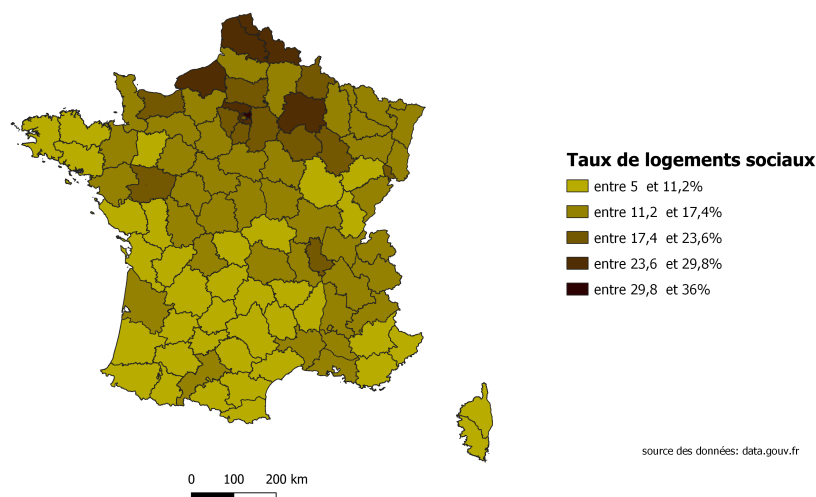 Taux de logements sociaux
entre 5 et 11,2%
entre 11,2 et 17,4%
entre 17,4 et 23,6%
entre 23,6 et 29,8%
entre 29,8 et 36%
source des données: data.gouv.fr
0 100 200 km